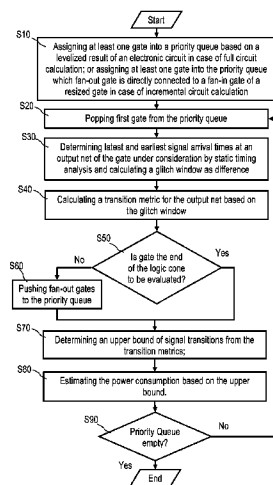 Start
S10
Assigning at least one gate into a priority queue based on a
levelized result of an electronic circuit in case of full circuit
calculation; or assigning at least one gate into the priority queue
which fan-out gate is directly connected to a fan-in gate of a
resized gate in case of incremental circuit calculation
S20
Popping first gate from the priority queue
S30
Determining latest and earliest signal arrival times at an
output net of the gate under consideration by static timing
analysis and calculating a glitch window as difference
S40
Calculating a transition metric for the output net based on the
glitch window
S50
Is gate the end
of the logic cone
to be evaluated?
No
Yes
S60
Pushing fan-out gates
to the priority queue
S70
Determining an upper bound of signal transitions from the
transition metrics;
S80
Estimating the power consumption based on the upper
bound.
S90
Priority Queue
empty?
No
Yes
End